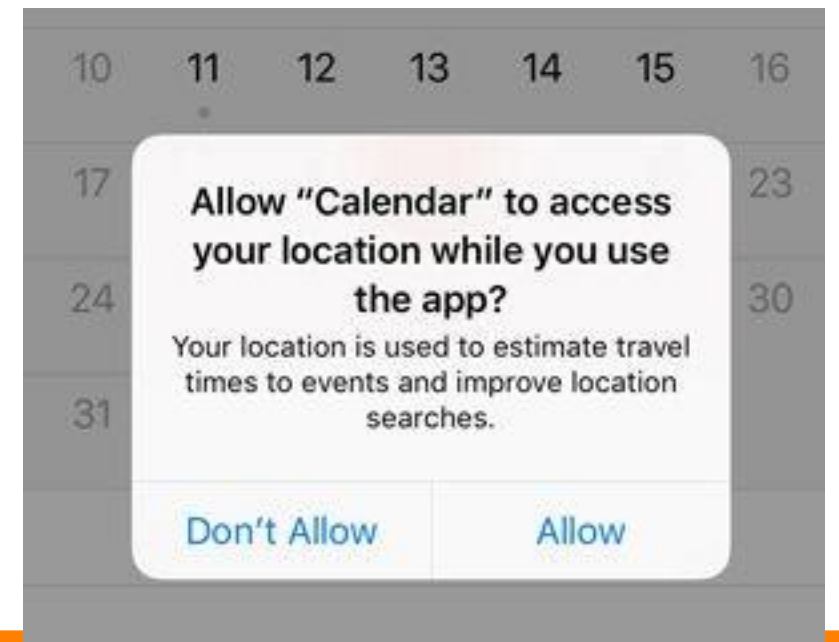 10 11 12 13 14 15 16
17 23
24 30
31
Allow “Calendar” to access
your location while you use
the app?
Your location is used to estimate travel
times to events and improve location
searches.
Don’t Allow Allow